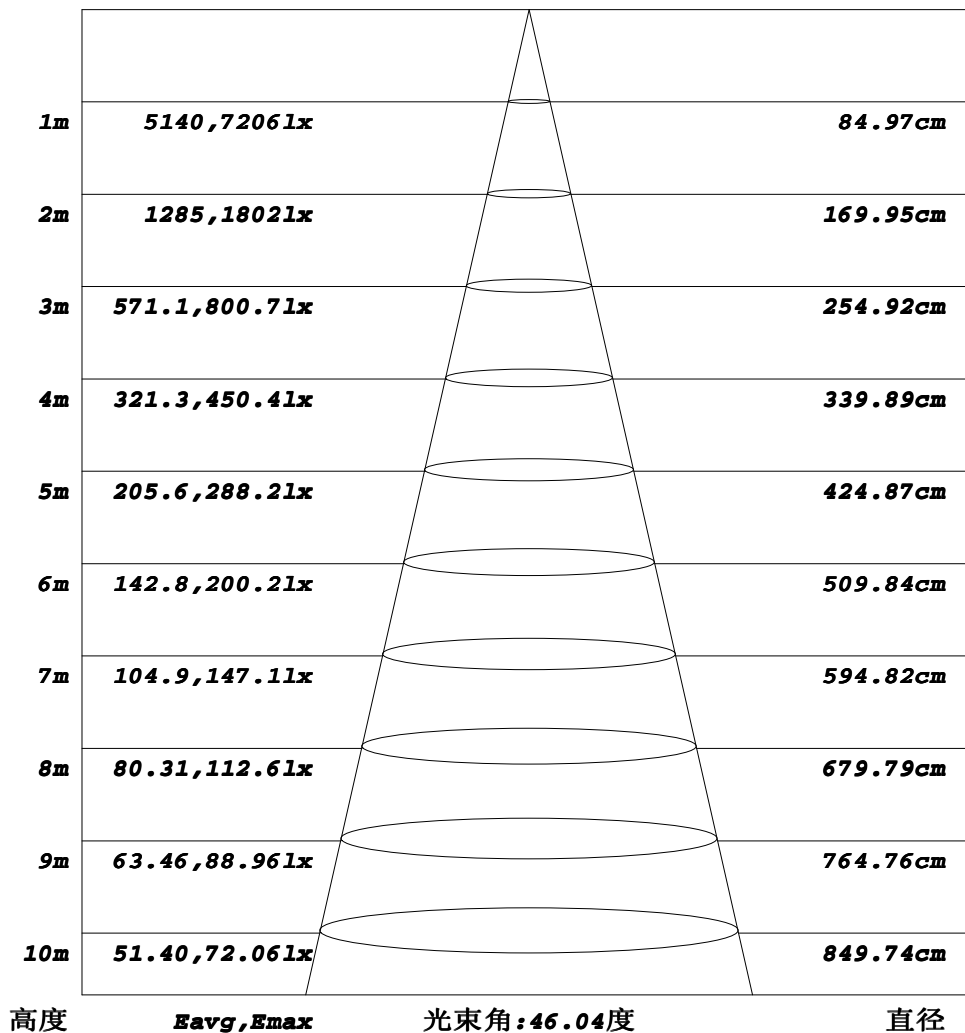 1m 5140,7206lx 84.97cm
2m 1285,1802lx 169.95cm
3m 571.1,800.7lx 254.92cm
4m 321.3,450.4lx 339.89cm
5m 205.6,288.2lx 424.87cm
6m 142.8,200.2lx 509.84cm
7m 104.9,147.1lx 594.82cm
8m 80.31,112.6lx 679.79cm
9m 63.46,88.96lx 764.76cm
10m 51.40,72.06lx 849.74cm
高度 Eavg,Emax 光束角:46.04度 直径